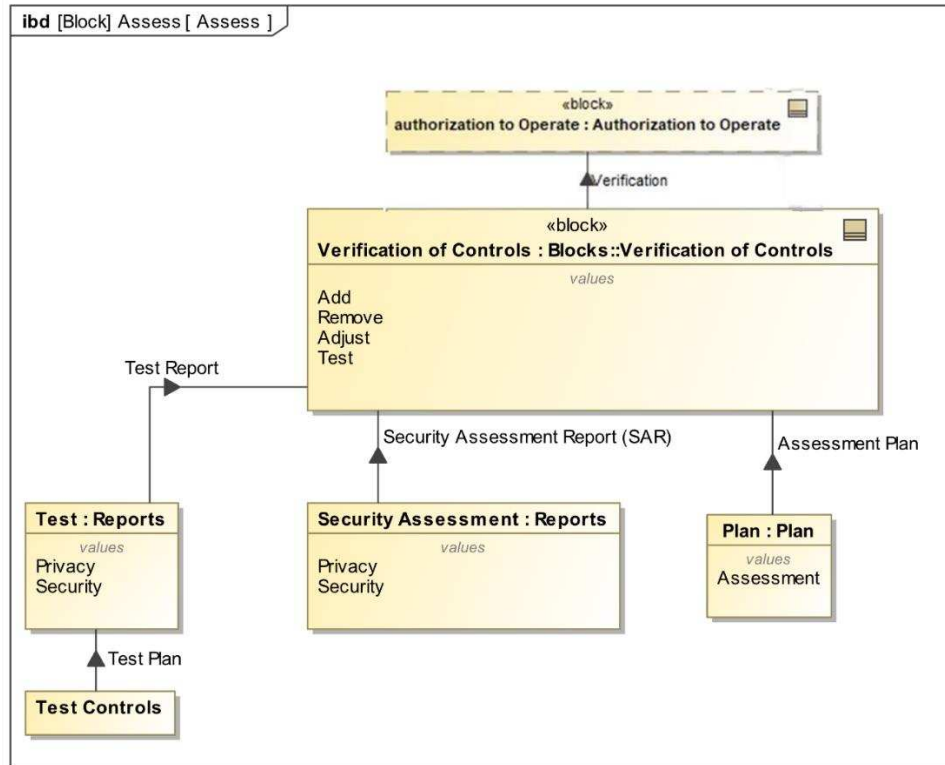 ibd [Block] Assess [ Assess ]
«block»
authorization to Operate : Authorization to Operate
Verification
«block»
Verification of Controls : Blocks::Verification of Controls
values
Add
Remove
Adjust
Test
Test Report
Security Assessment Report (SAR)
Assessment Plan
Test : Reports
values
Privacy
Security
Security Assessment : Reports
values
Privacy
Security
Plan : Plan
values
Assessment
Test Plan
Test Controls